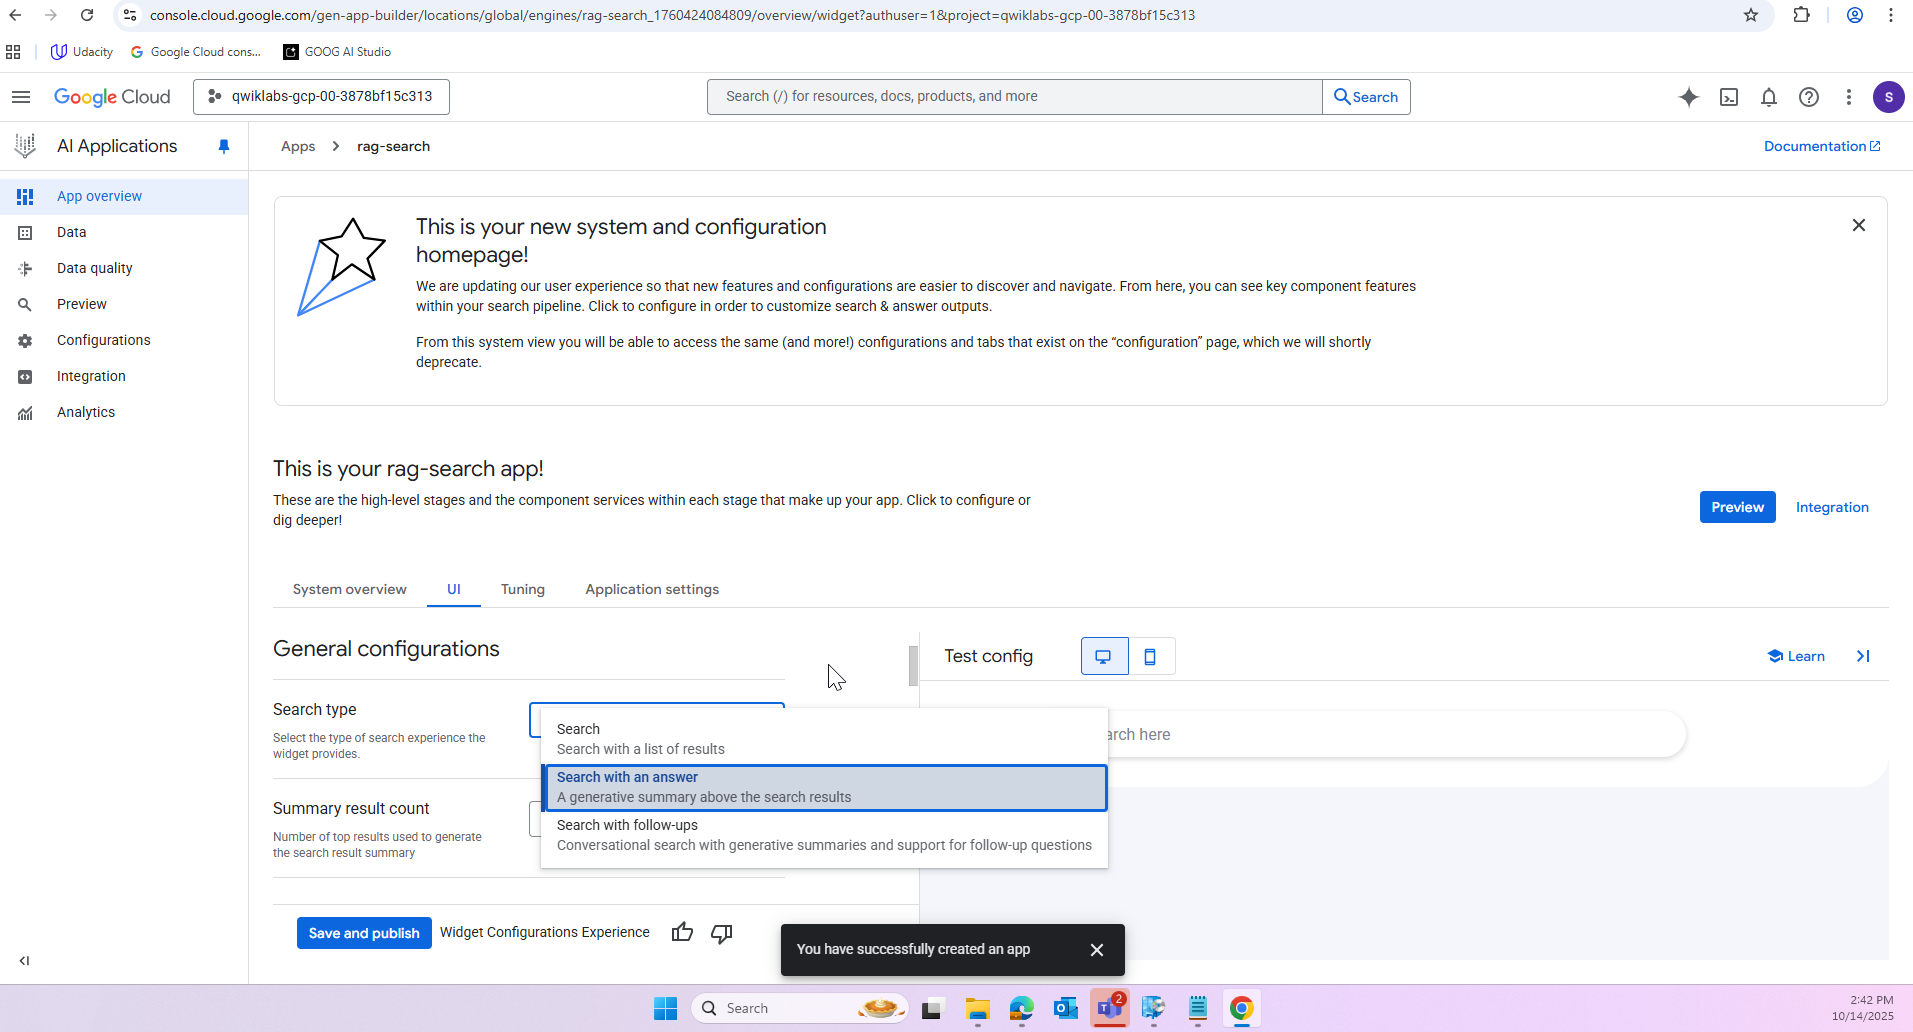 console.cloud.google.com/gen-app-builder/locations/global/engines/rag-search_1760424084809/overview/widget?authuser=1&project=qwiklabs-gcp-00-3878bf15c313
Udacity
Google Cloud cons...
GOOG AI Studio
Google Cloud
qwiklabs-gcp-00-3878bf15c313
Search (/) for resources, docs, products, and more
Search
S
AI Applications
Apps
rag-search
Documentation
App overview
Data
Data quality
Preview
Configurations
Integration
Analytics
This is your new system and configuration
homepage!
We are updating our user experience so that new features and configurations are easier to discover and navigate. From here, you can see key component features
within your search pipeline. Click to configure in order to customize search & answer outputs.
From this system view you will be able to access the same (and more!) configurations and tabs that exist on the “configuration” page, which we will shortly
deprecate.
This is your rag-search app!
These are the high-level stages and the component services within each stage that make up your app. Click to configure or
dig deeper!
Preview
Integration
System overview
UI
Tuning
Application settings
General configurations
Test config
Learn
Search type
Select the type of search experience the
widget provides.
Search
Search with a list of results
Search with an answer
A generative summary above the search results
Search with follow-ups
Conversational search with generative summaries and support for follow-up questions
arch here
Summary result count
Number of top results used to generate
the search result summary
Save and publish
Widget Configurations Experience
You have successfully created an app
Search
2
2:42 PM
10/14/2025